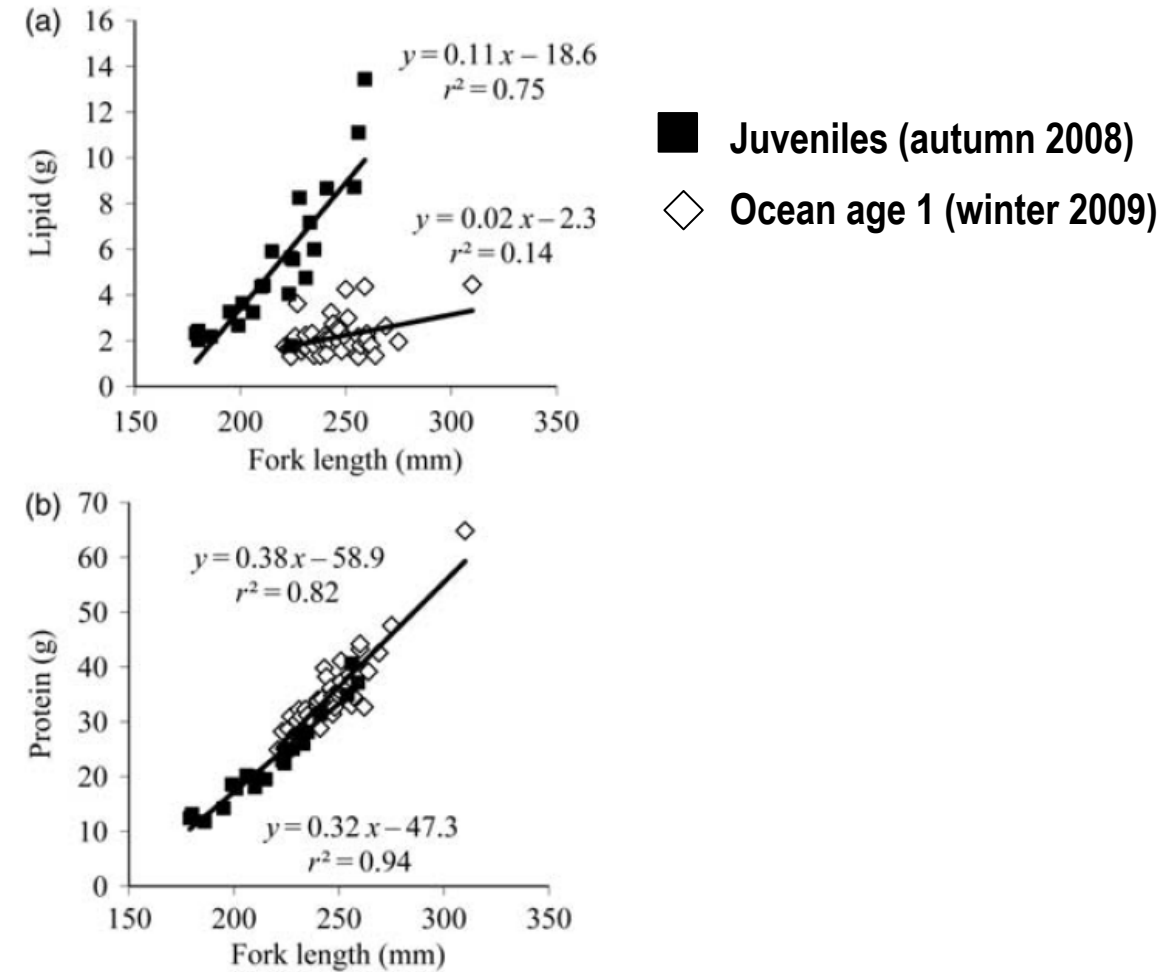 (a)
16
14
12
10
8
6
4
2
0
Lipid (g)
y = 0.11 x – 18.6
r² = 0.75
y = 0.02 x – 2.3
r² = 0.14
150 200 250 300 350
Fork length (mm)
Juveniles (autumn 2008)
Ocean age 1 (winter 2009)
(b)
70
60
50
40
30
20
10
0
Protein (g)
y = 0.38 x – 58.9
r² = 0.82
y = 0.32 x – 47.3
r² = 0.94
150 200 250 300 350
Fork length (mm)